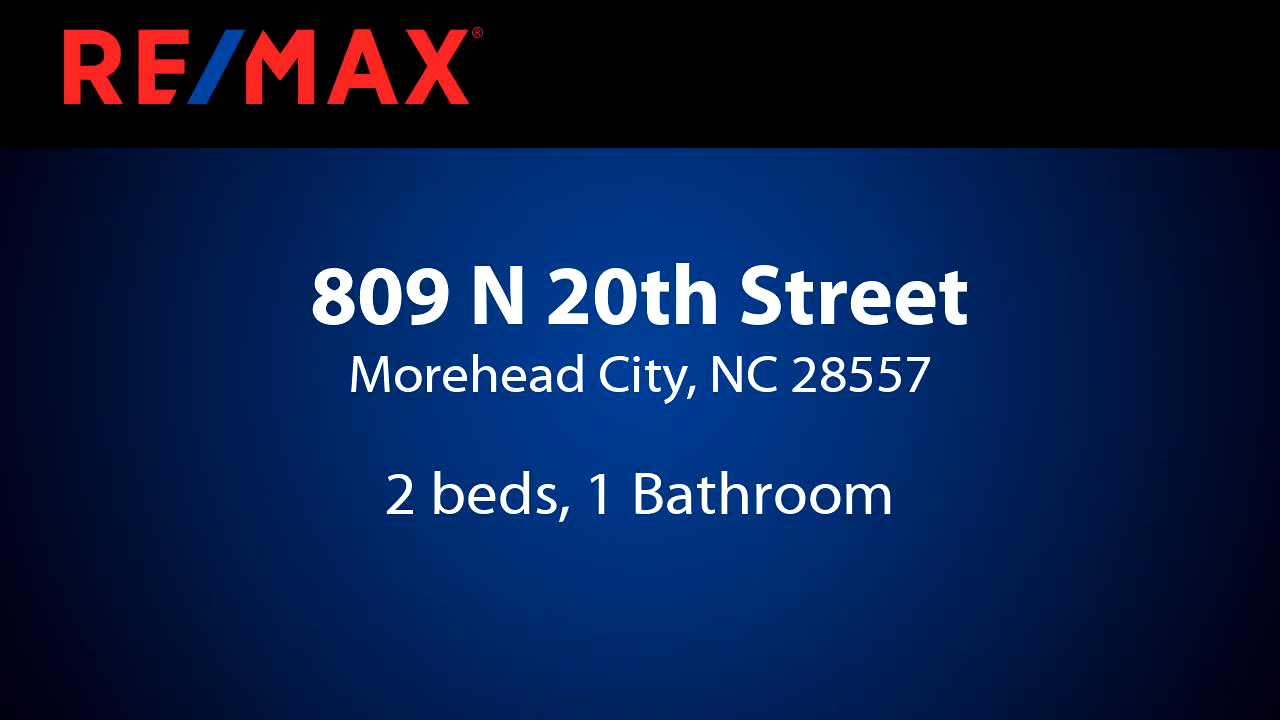 RE/MAX®
809 N 20th Street
Morehead City, NC 28557
2 beds, 1 Bathroom